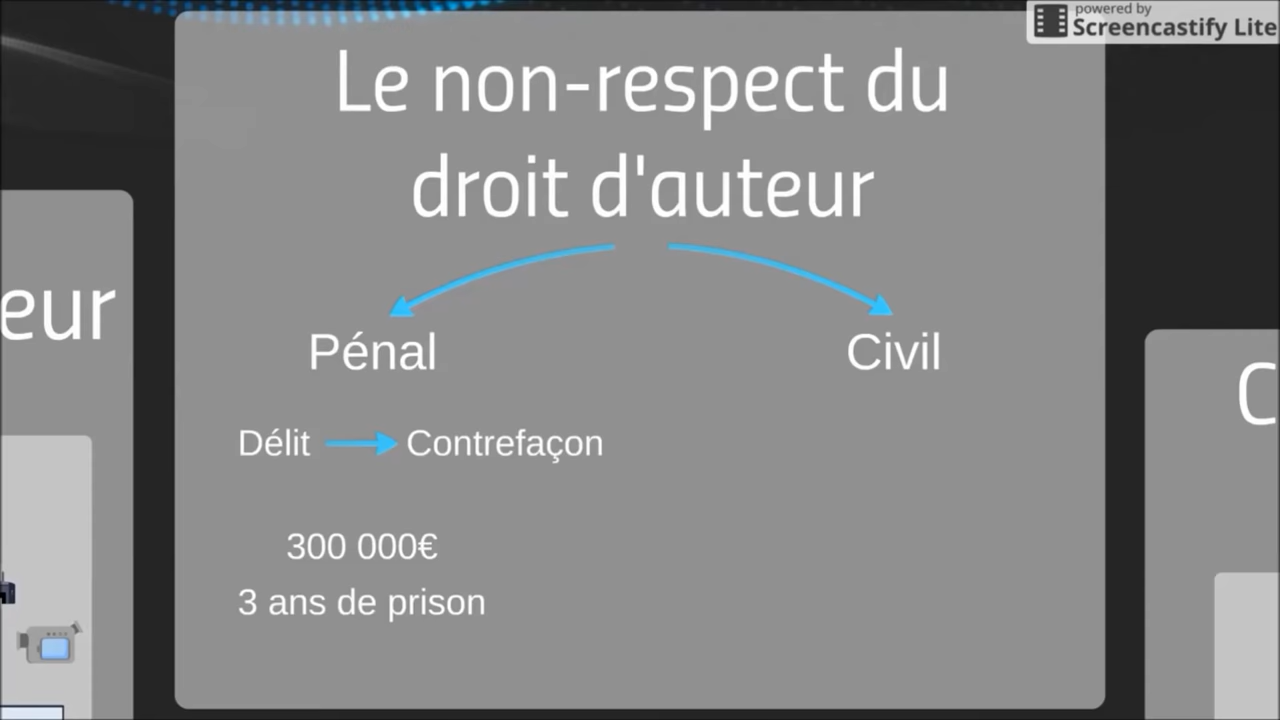 powered by
Screencastify Lite
Le non-respect du
droit d'auteur
eur
Pénal
Civil
C
Délit
Contrefaçon
300 000€
3 ans de prison